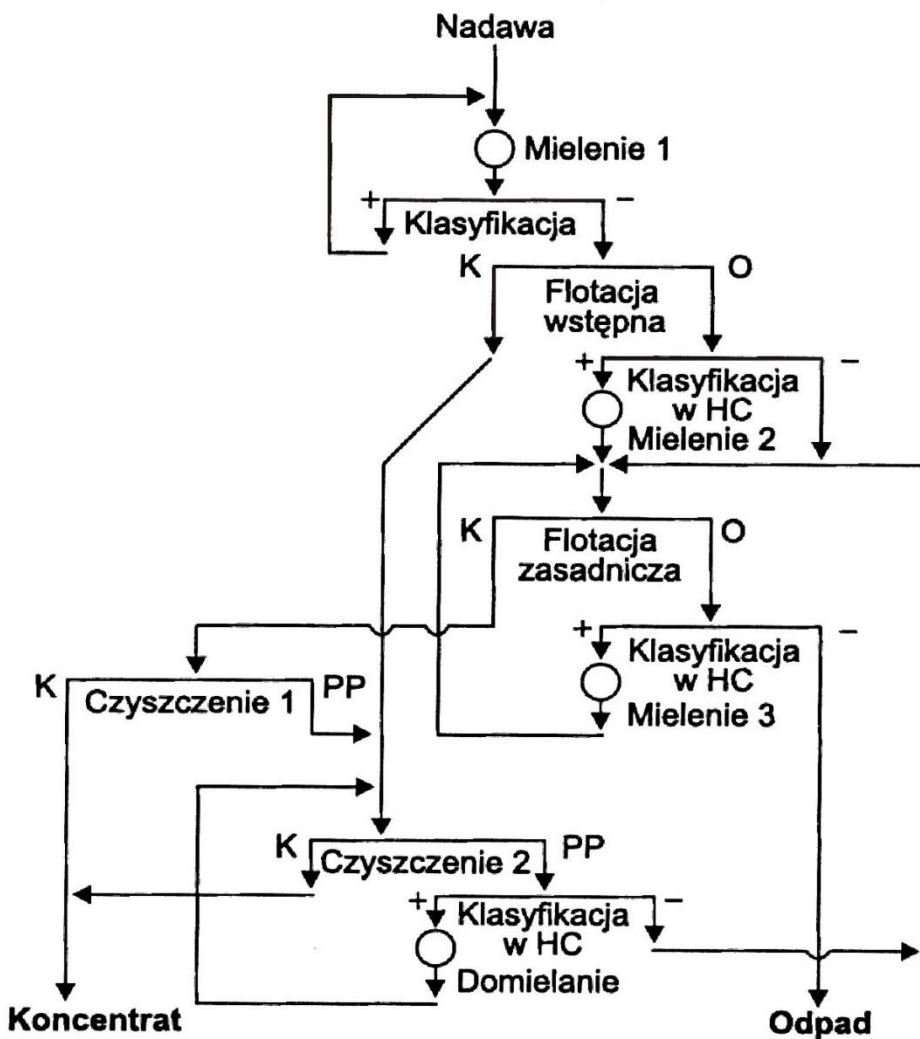 Nadawa
Mielenie 1
+ −
Klasyfikacja
K O
Flotacja
wstępna
+ −
Klasyfikacja
w HC
Mielenie 2
K O
Flotacja
zasadnicza
+ −
Klasyfikacja
w HC
Mielenie 3
K PP
Czyszczenie 1
K PP
Czyszczenie 2
+ −
Klasyfikacja
w HC
Domielanie
Koncentrat Odpad